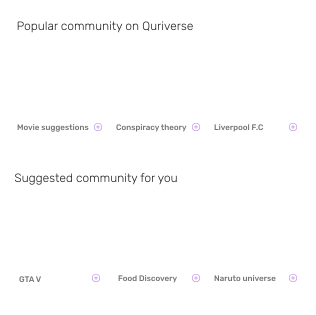 Popular community on Quriverse
Movie suggestions
Conspiracy theory
Liverpool F.C
Suggested community for you
GTA V
Food Discovery
Naruto universe